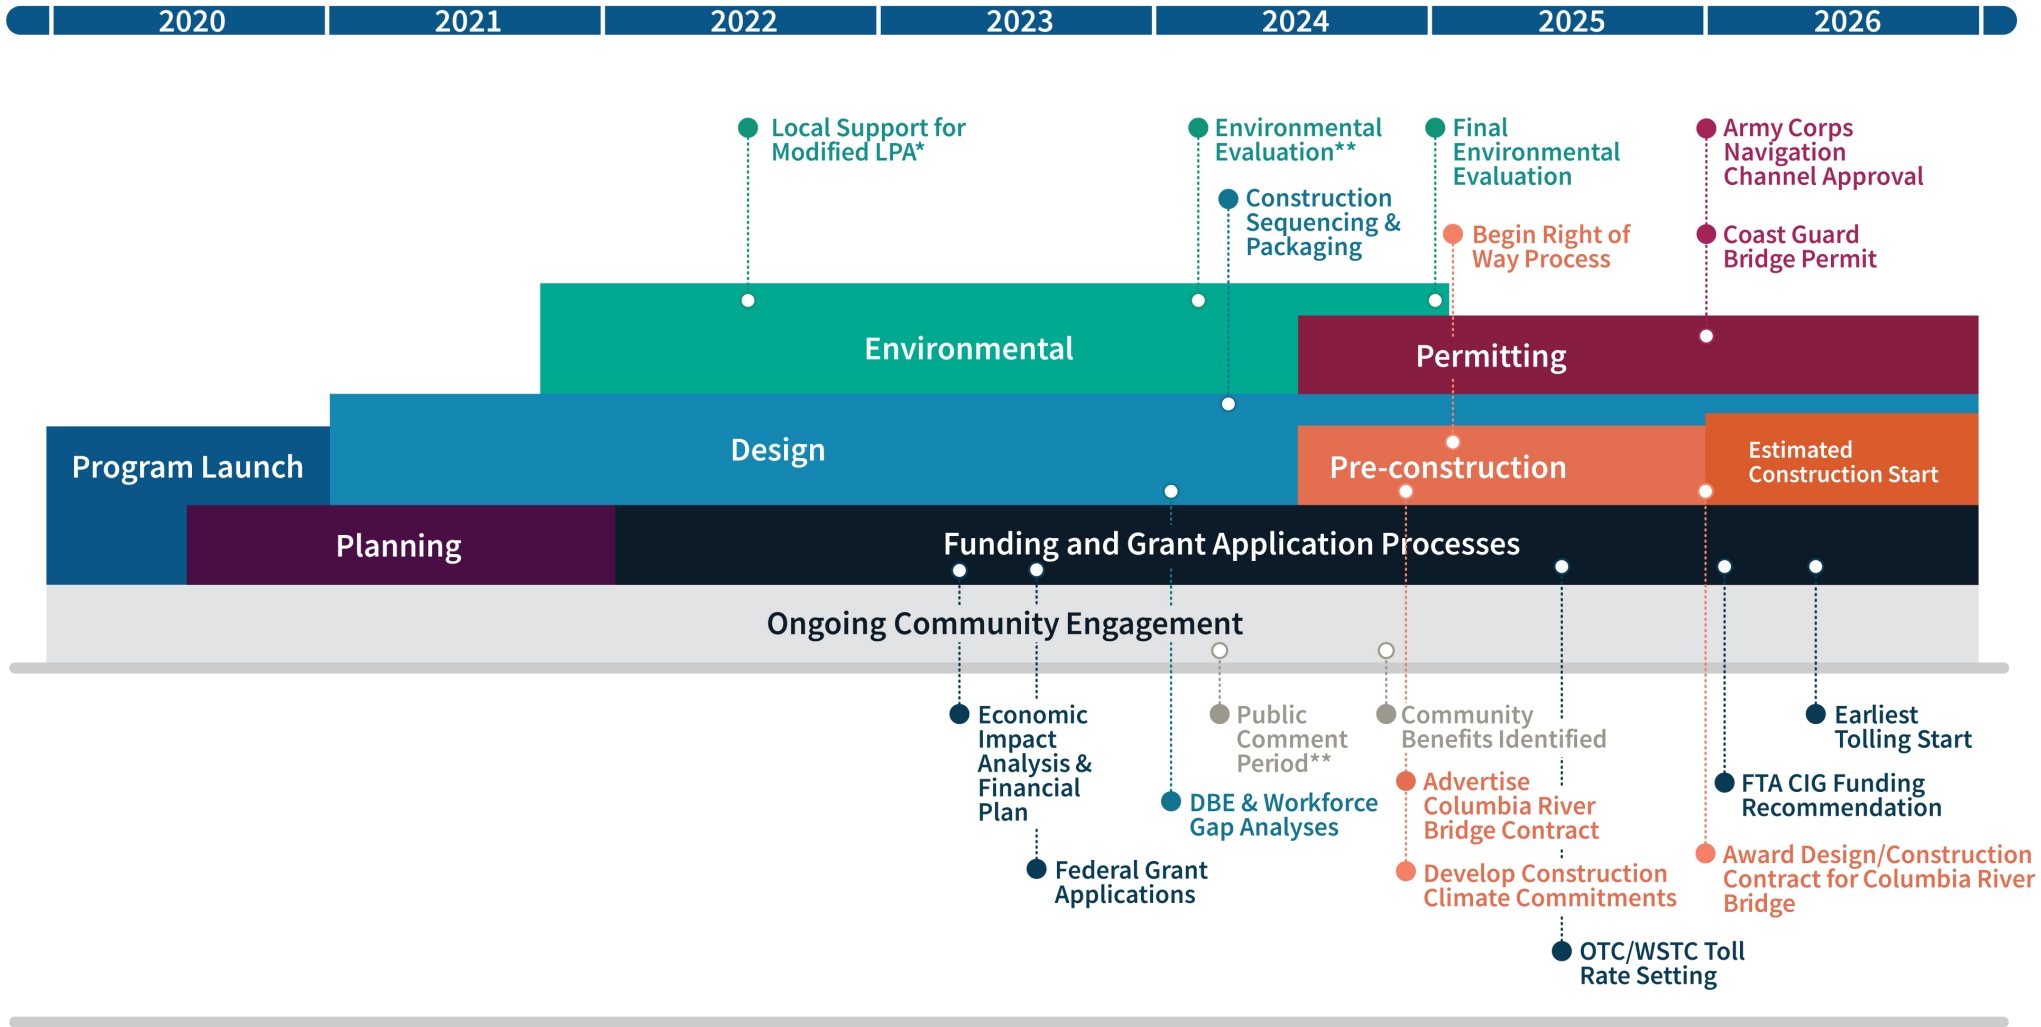 2020 2021 2022 2023 2024 2025 2026
Local Support for
Modified LPA*
Environmental
Evaluation**
Construction
Sequencing &
Packaging
Final
Environmental
Evaluation
Begin Right of
Way Process
Army Corps
Navigation
Channel Approval
Coast Guard
Bridge Permit
Environmental
Permitting
Design
Program Launch
Pre-construction
Estimated
Construction Start
Planning
Funding and Grant Application Processes
Ongoing Community Engagement
Economic
Impact
Analysis &
Financial
Plan
Federal Grant
Applications
DBE & Workforce
Gap Analyses
Public
Comment
Period**
Community
Benefits Identified
Advertise
Columbia River
Bridge Contract
Develop Construction
Climate Commitments
OTC/WSTC Toll
Rate Setting
Earliest
Tolling Start
FTA CIG Funding
Recommendation
Award Design/Construction
Contract for Columbia River
Bridge